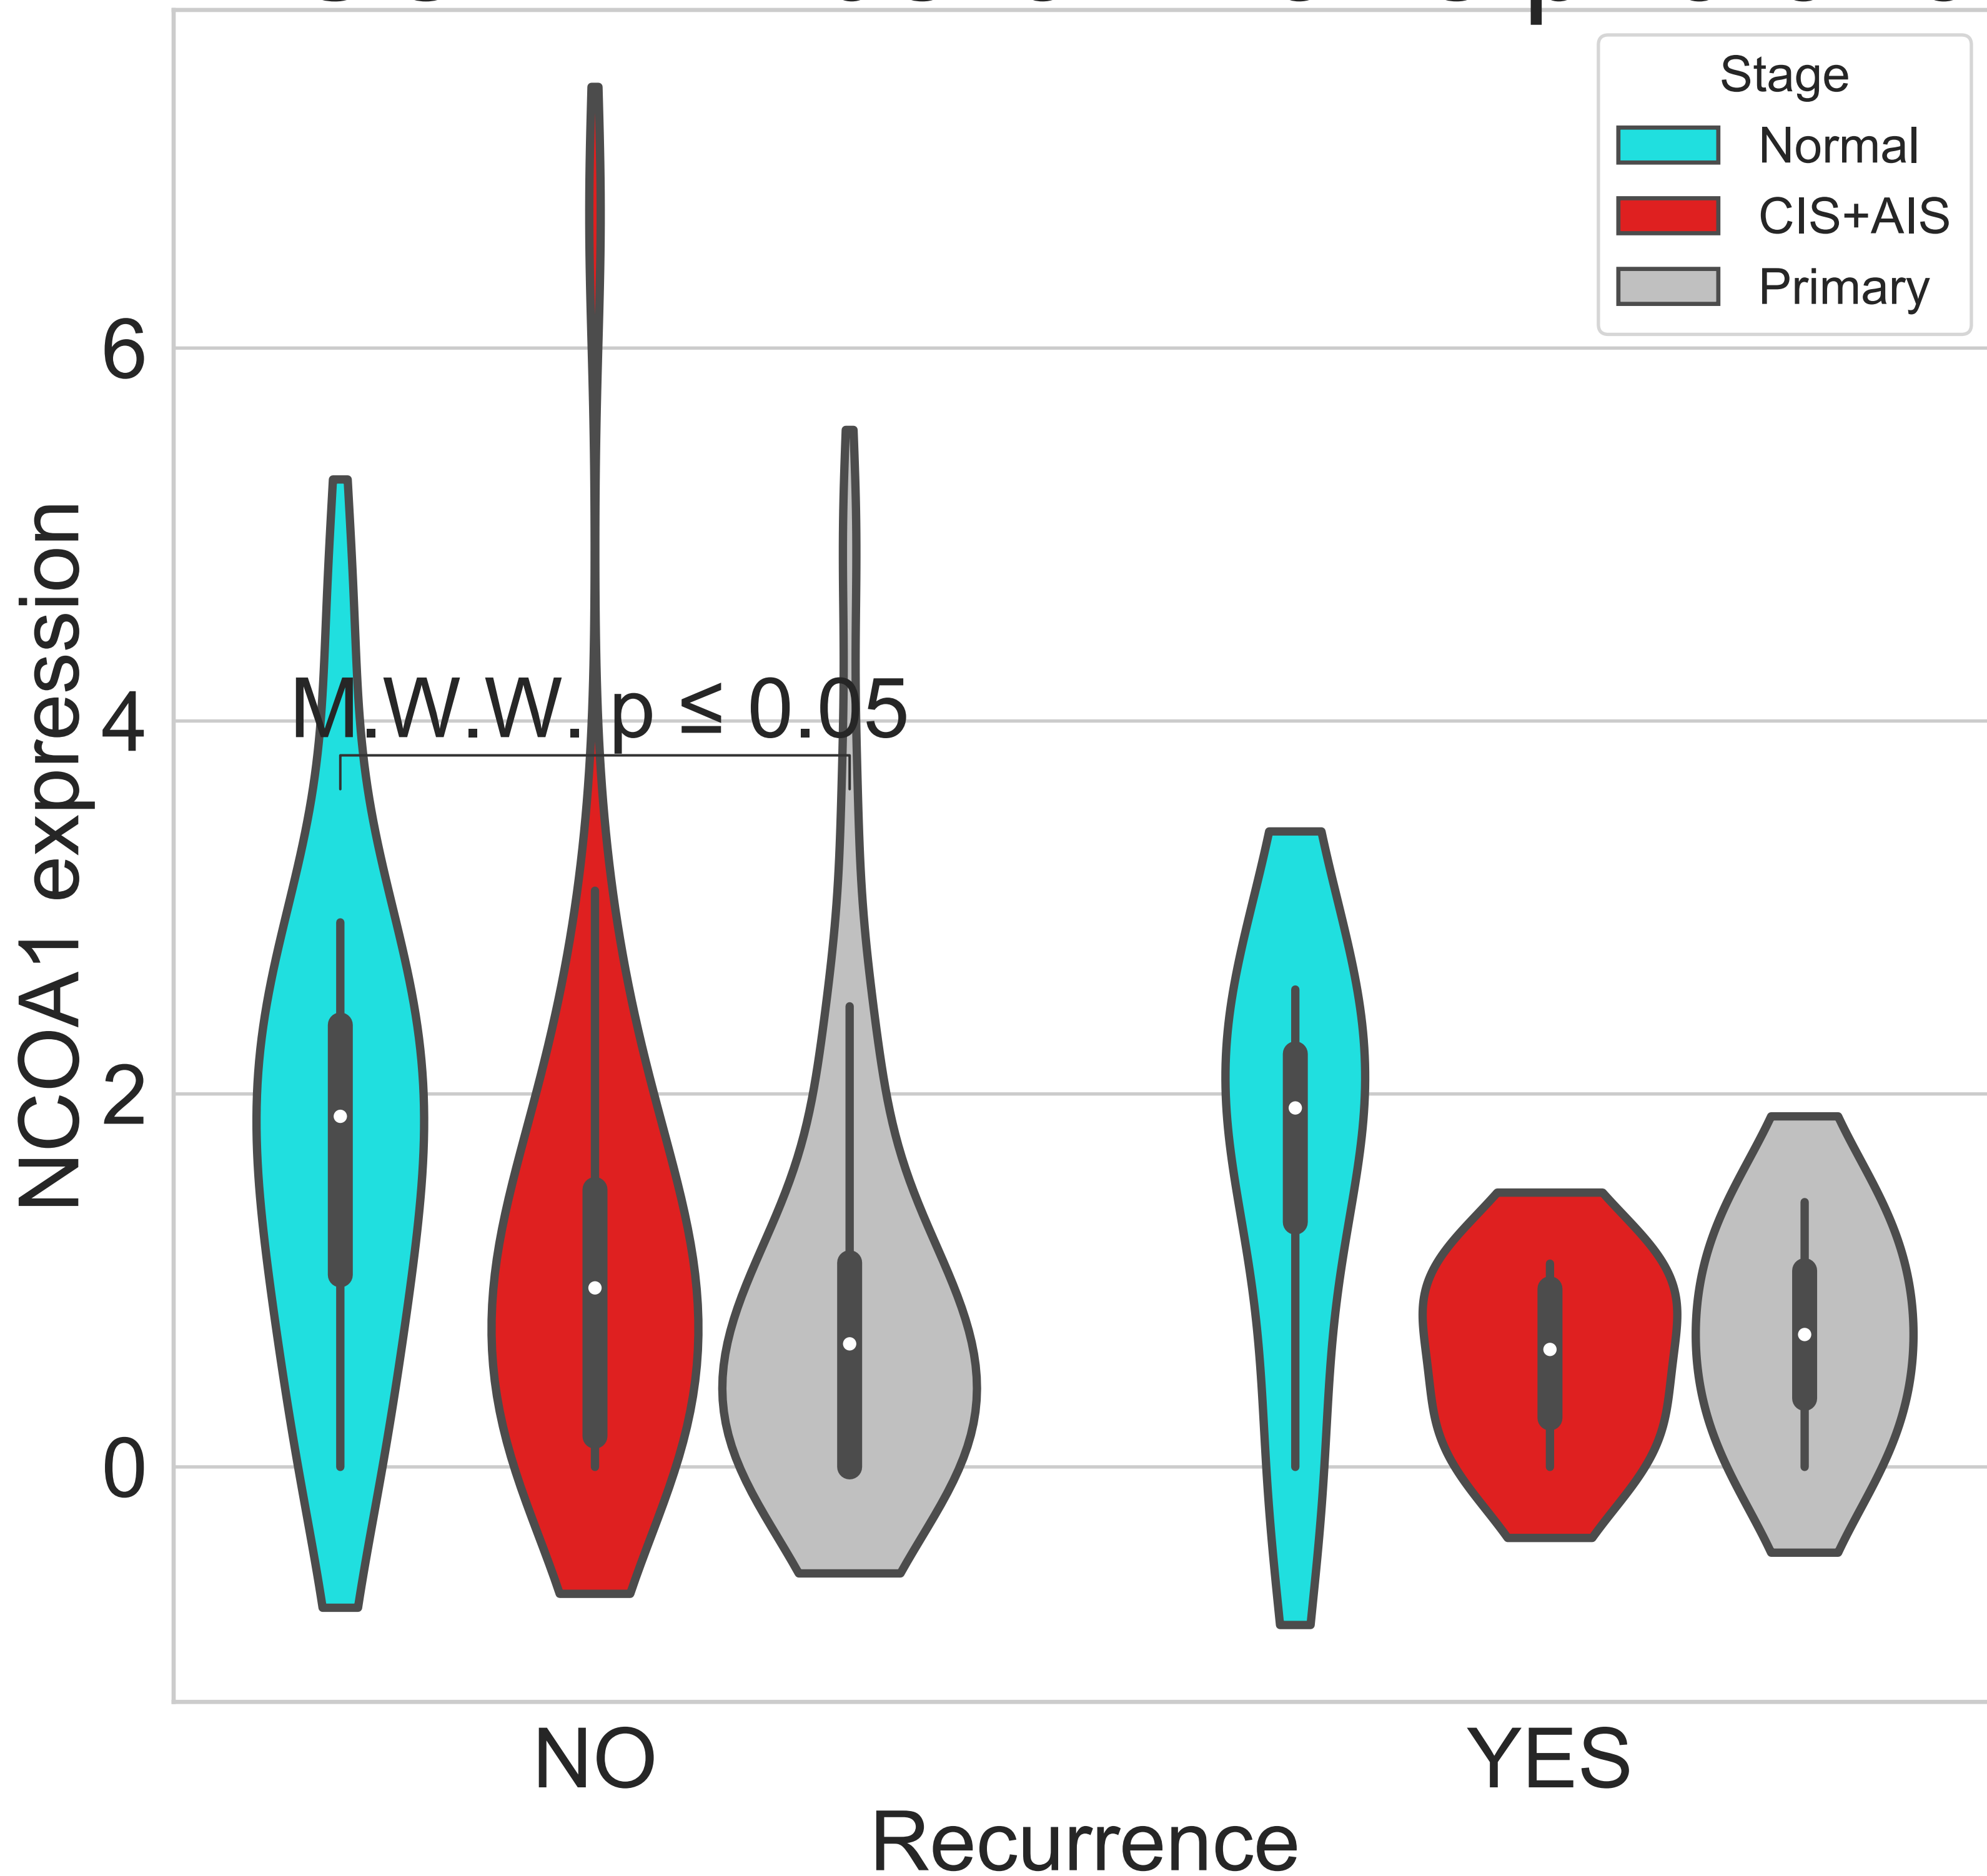 Stage
Normal
CIS+AIS
Primary
NCOA1 expression
6
4
2
0
M.W.W. p ≤ 0.05
NO
YES
Recurrence